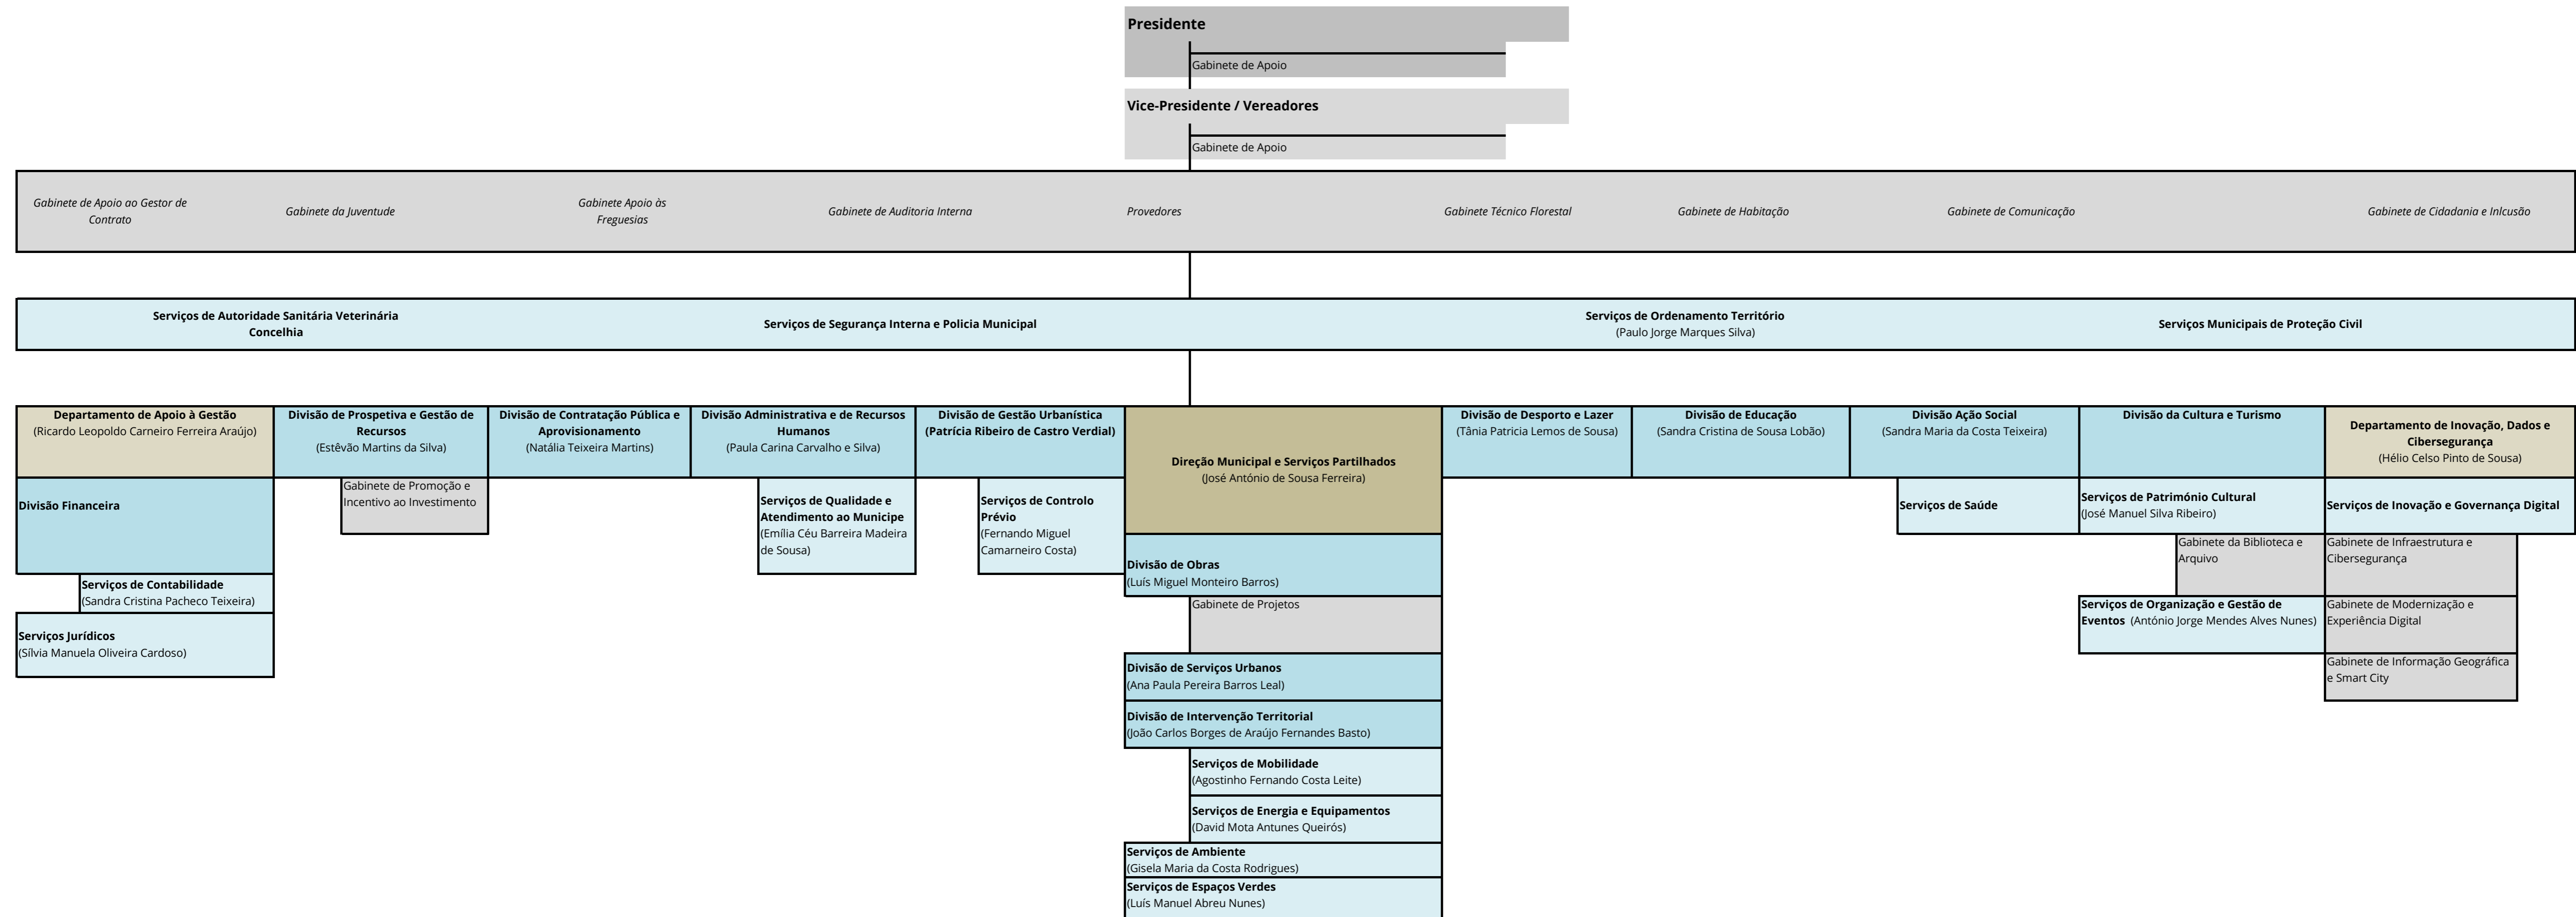 Presidente
Gabinete de Apoio
Vice-Presidente / Vereadores
Gabinete de Apoio
Gabinete de Apoio ao Gestor de
Contrato
Gabinete da Juventude
Gabinete Apoio às
Freguesias
Gabinete de Auditoria Interna
Provedores
Gabinete Técnico Florestal
Gabinete de Habitação
Gabinete de Comunicação
Gabinete de Cidadania e Inlcusão
Serviços de Autoridade Sanitária Veterinária
Concelhia
Serviços de Segurança Interna e Policia Municipal
Serviços de Ordenamento Território
(Paulo Jorge Marques Silva)
Serviços Municipais de Proteção Civil
Departamento de Apoio à Gestão
(Ricardo Leopoldo Carneiro Ferreira Araújo)
Divisão Financeira
Serviços de Contabilidade
(Sandra Cristina Pacheco Teixeira)
Serviços Jurídicos
(Sílvia Manuela Oliveira Cardoso)
Divisão de Prospetiva e Gestão de
Recursos
(Estêvão Martins da Silva)
Gabinete de Promoção e
Incentivo ao Investimento
Divisão de Contratação Pública e
Aprovisionamento
(Natália Teixeira Martins)
Divisão Administrativa e de Recursos
Humanos
(Paula Carina Carvalho e Silva)
Serviços de Qualidade e
Atendimento ao Municipe
(Emília Céu Barreira Madeira
de Sousa)
Divisão de Gestão Urbanística
(Patrícia Ribeiro de Castro Verdial)
Serviços de Controlo
Prévio
(Fernando Miguel
Camarneiro Costa)
Direção Municipal e Serviços Partilhados
(José António de Sousa Ferreira)
Divisão de Obras
(Luís Miguel Monteiro Barros)
Gabinete de Projetos
Divisão de Serviços Urbanos
(Ana Paula Pereira Barros Leal)
Divisão de Intervenção Territorial
(João Carlos Borges de Araújo Fernandes Basto)
Serviços de Mobilidade
(Agostinho Fernando Costa Leite)
Serviços de Energia e Equipamentos
(David Mota Antunes Queirós)
Serviços de Ambiente
(Gisela Maria da Costa Rodrigues)
Serviços de Espaços Verdes
(Luís Manuel Abreu Nunes)
Divisão de Desporto e Lazer
(Tânia Patricia Lemos de Sousa)
Divisão de Educação
(Sandra Cristina de Sousa Lobão)
Divisão Ação Social
(Sandra Maria da Costa Teixeira)
Serviços de Saúde
Divisão da Cultura e Turismo
Serviços de Património Cultural
(José Manuel Silva Ribeiro)
Gabinete da Biblioteca e
Arquivo
Serviços de Organização e Gestão de
Eventos (António Jorge Mendes Alves Nunes)
Departamento de Inovação, Dados e
Cibersegurança
(Hélio Celso Pinto de Sousa)
Serviços de Inovação e Governança Digital
Gabinete de Infraestrutura e
Cibersegurança
Gabinete de Modernização e
Experiência Digital
Gabinete de Informação Geográfica
e Smart City